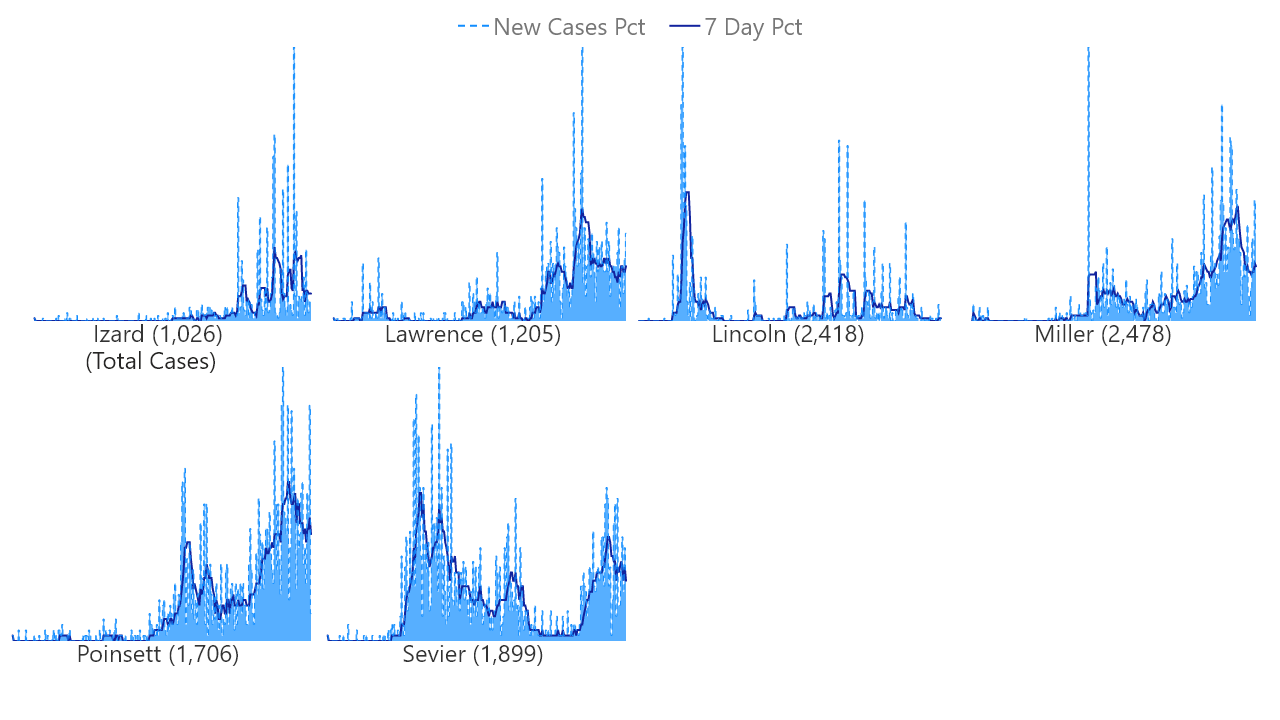 New Cases Pct 7 Day Pct
Izard (1,026) Lawrence (1,205) Lincoln (2,418) Miller (2,478)
(Total Cases)
Poinsett (1,706) Sevier (1,899)